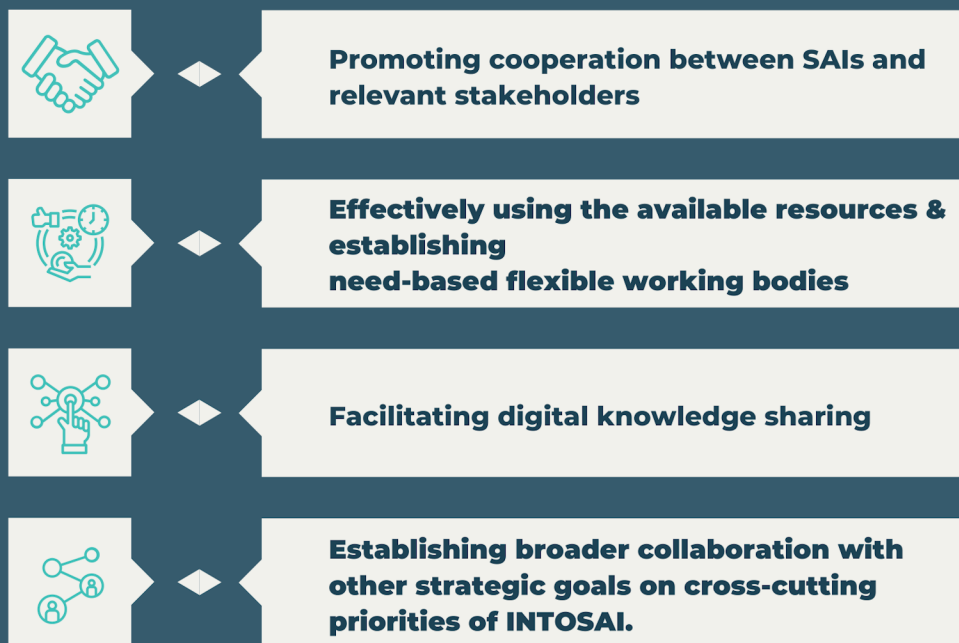 Promoting cooperation between SAIs and
relevant stakeholders
Effectively using the available resources &
establishing
need-based flexible working bodies
Facilitating digital knowledge sharing
Establishing broader collaboration with
other strategic goals on cross-cutting
priorities of INTOSAI.